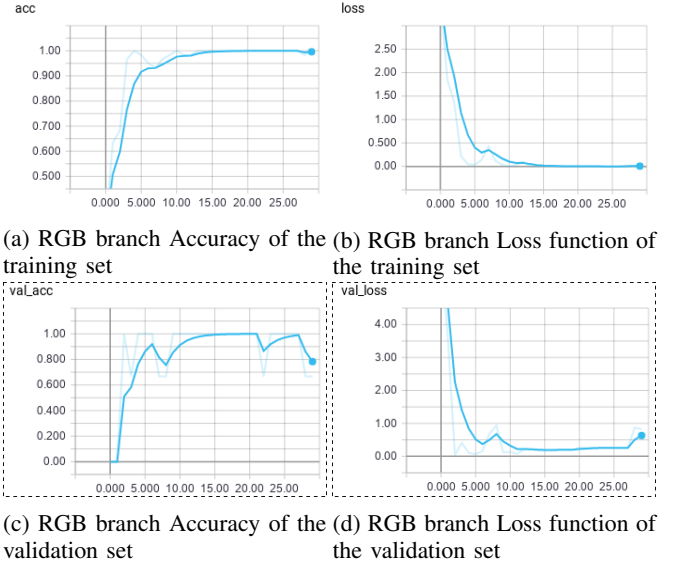 acc
1.00
0.900
0.800
0.700
0.600
0.500
0.000 5.000 10.00 15.00 20.00 25.00
loss
2.50
2.00
1.50
1.00
0.500
0.00
0.000 5.000 10.00 15.00 20.00 25.00
(a) RGB branch Accuracy of the
training set
(b) RGB branch Loss function of
the training set
val_acc
1.00
0.800
0.600
0.400
0.200
0.00
0.000 5.000 10.00 15.00 20.00 25.00
val_loss
4.00
3.00
2.00
1.00
0.00
0.000 5.000 10.00 15.00 20.00 25.00
(c) RGB branch Accuracy of the
validation set
(d) RGB branch Loss function of
the validation set